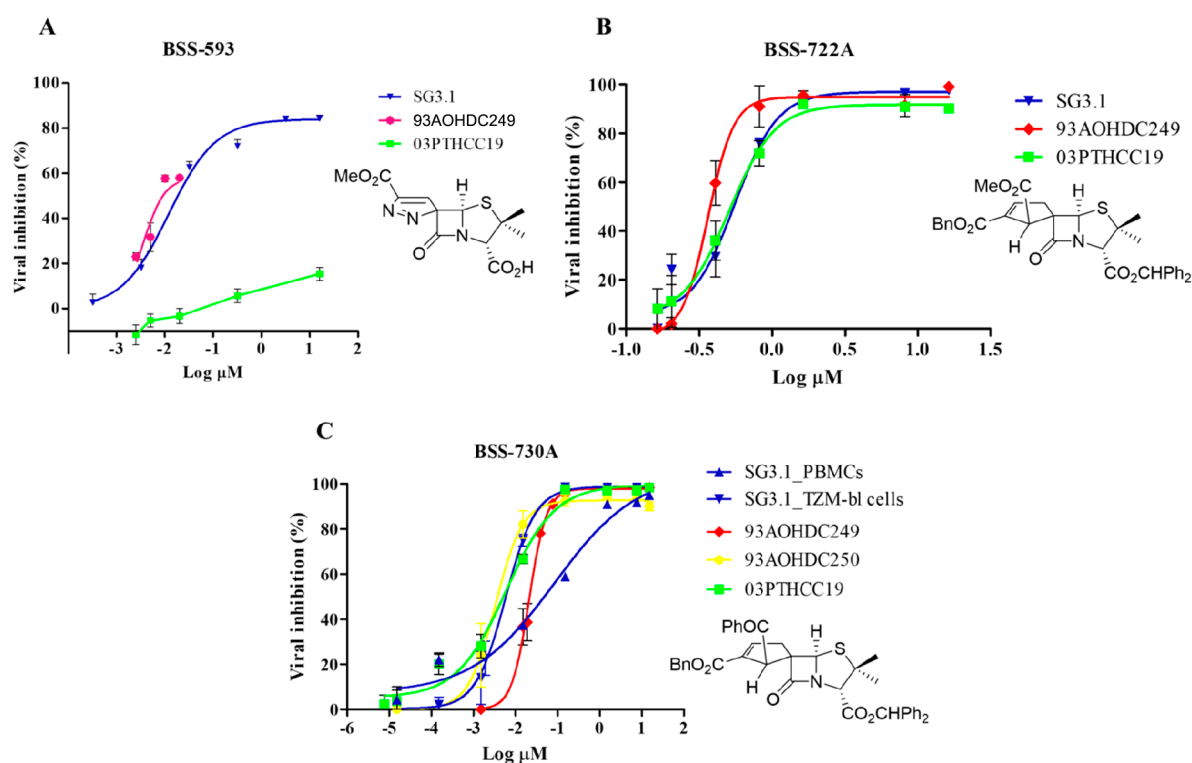 A
BSS-593
Viral inhibition (%)
100
80
60
40
20
0
-3
-2
-1
0
1
2
Log µM
SG3.1
93AOHDC249
03PTHCC19
MeO₂C
N
N
H
S
O
N
CO₂H
B
BSS-722A
Viral inhibition (%)
100
80
60
40
20
0
-1.0
-0.5
0.0
0.5
1.0
1.5
Log µM
SG3.1
93AOHDC249
03PTHCC19
MeO₂C
BnO₂C
H
H
S
O
N
CO₂CHPh₂
C
BSS-730A
Viral inhibition (%)
100
80
60
40
20
0
-6
-5
-4
-3
-2
-1
0
1
2
Log µM
SG3.1_PBMCs
SG3.1_TZM-bl cells
93AOHDC249
93AOHDC250
03PTHCC19
PhOC
BnO₂C
H
H
S
O
N
CO₂CHPh₂